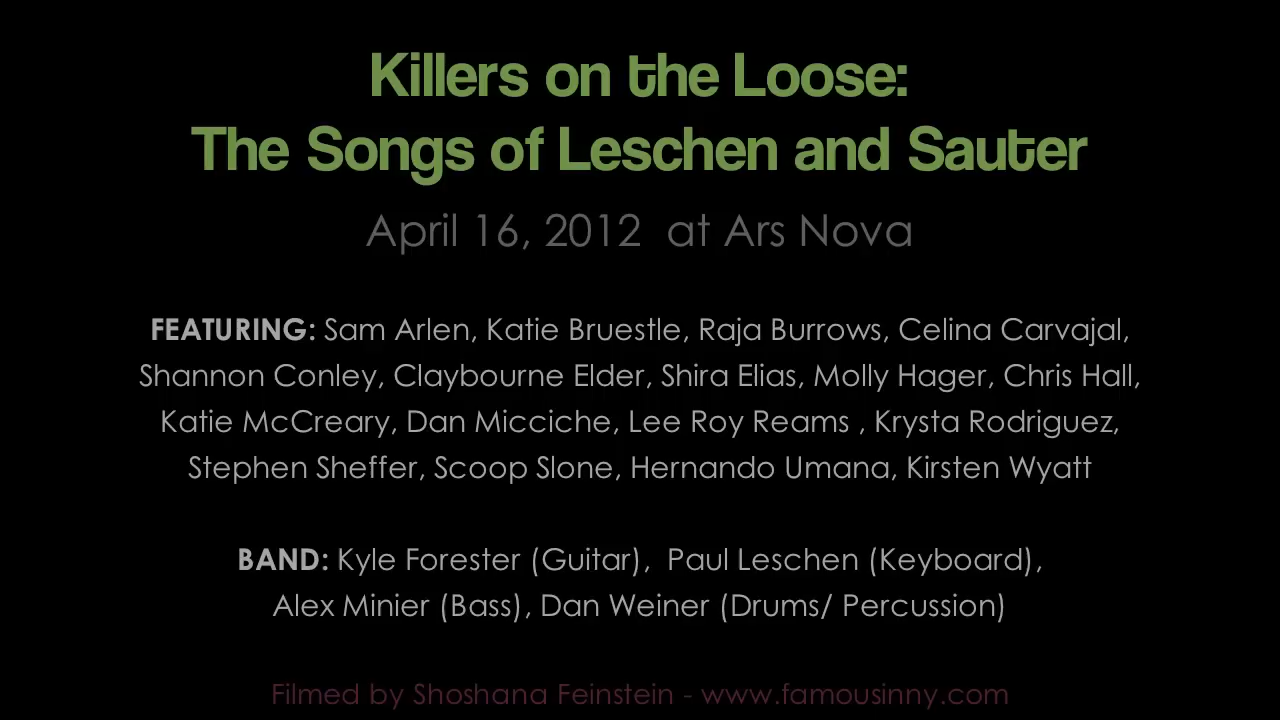 Killers on the Loose:
The Songs of Leschen and Sauter
April 16, 2012  at Ars Nova
FEATURING: Sam Arlen, Katie Bruestle, Raja Burrows, Celina Carvajal,
Shannon Conley, Claybourne Elder, Shira Elias, Molly Hager, Chris Hall,
Katie McCreary, Dan Micciche, Lee Roy Reams , Krysta Rodriguez,
Stephen Sheffer, Scoop Slone, Hernando Umana, Kirsten Wyatt
BAND: Kyle Forester (Guitar),  Paul Leschen (Keyboard),
Alex Minier (Bass), Dan Weiner (Drums/ Percussion)
Filmed by Shoshana Feinstein - www.famousinny.com